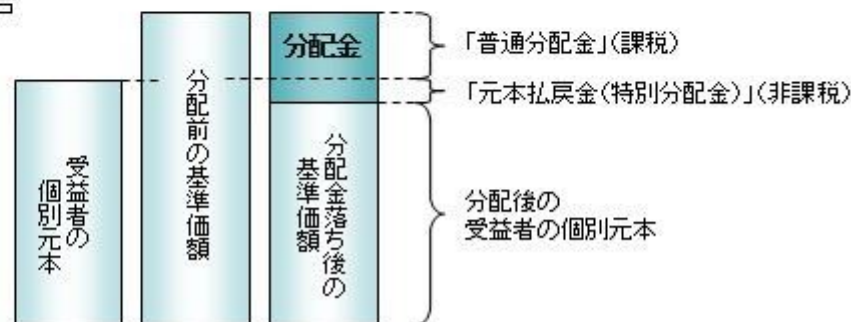 受益者の
個別元本
分配前の基準価額
分配金
分配金落ち後の
基準価額
「普通分配金」(課税)
「元本払戻金(特別分配金)」(非課税)
分配後の
受益者の個別元本